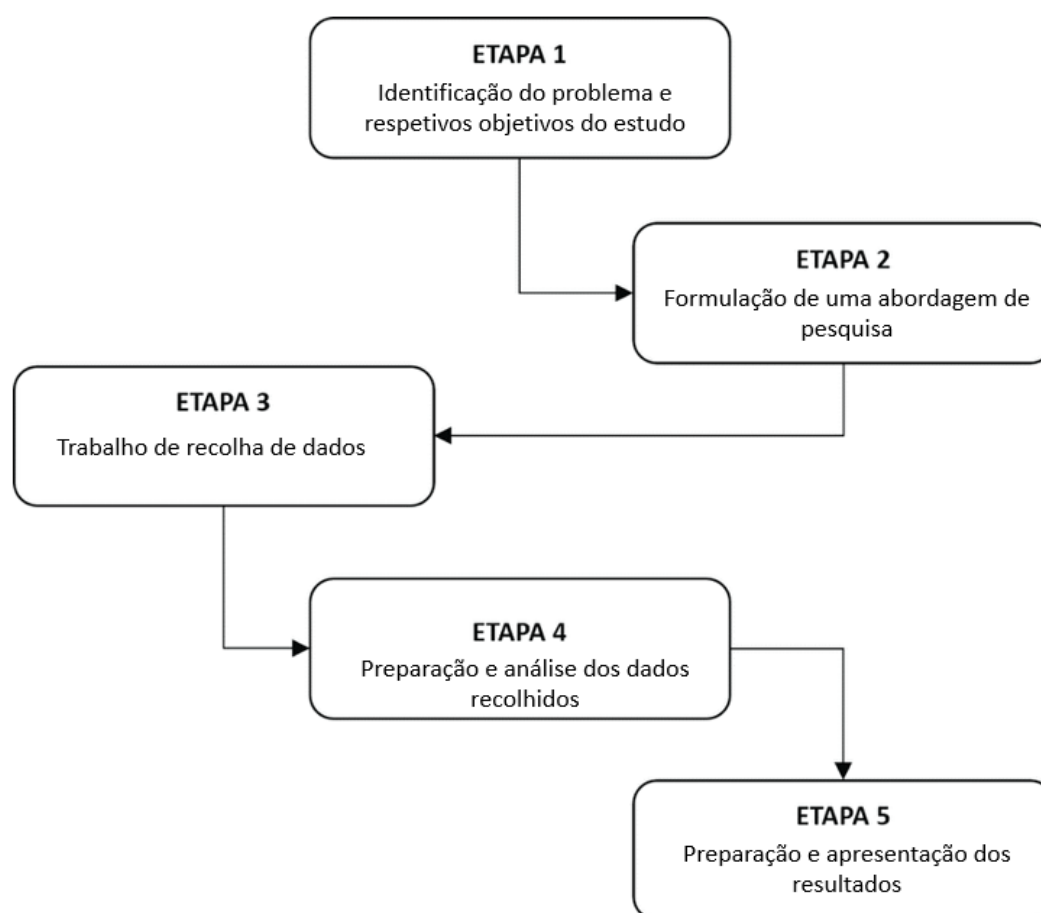 ETAPA 1
Identificação do problema e
respetivos objetivos do estudo
ETAPA 2
Formulação de uma abordagem de
pesquisa
ETAPA 3
Trabalho de recolha de dados
ETAPA 4
Preparação e análise dos dados
recolhidos
ETAPA 5
Preparação e apresentação dos
resultados